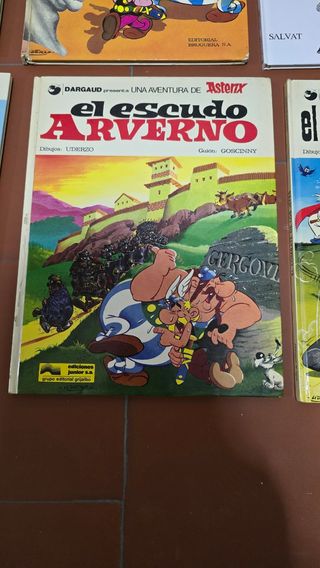 EDITORIAL
BRUGUERA S.A.
SALVAT
DARGAUD presenta UNA AVENTURA DE Asterix
el escudo
ARVERNO
Dibujos: UDERZO Guión: GOSCINNY
el
GERGOVI
ediciones
junior s.a.
grupo editorial grijalbo